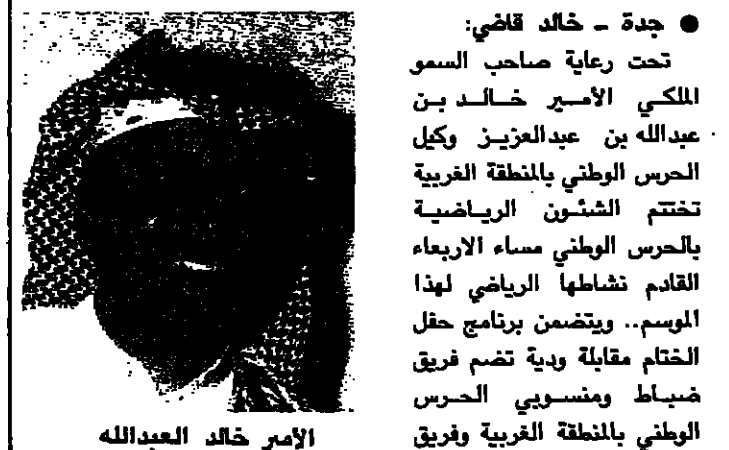 ● جدة ـ خالد قاضي:
تحت رعاية صاحب السمو
الملكي الأمير خالد بن
عبدالله بن عبدالعزيز وكيل
الحرس الوطني بالمنطقة الغربية
تختتم الشئون الرياضية
بالحرس الوطني مساء الاربعاء
القادم نشاطها الرياضي لهذا
الموسم.. ويتضمن برنامج حفل
الختام مقابلة ودية تضم فريق
ضباط ومنسوبي الحرس
الوطني بالمنطقة الغربية وفريق
الأمير خالد العبدالله